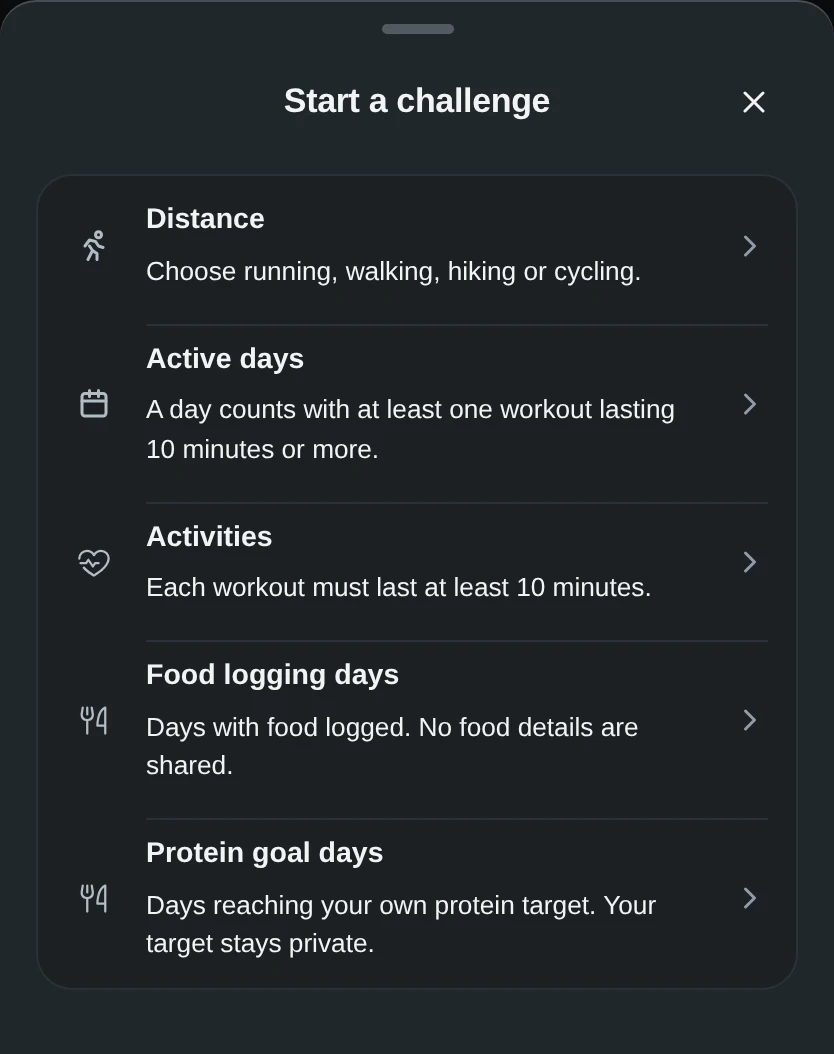 Start a challenge
Distance
Choose running, walking, hiking or cycling.
Active days
A day counts with at least one workout lasting
10 minutes or more.
Activities
Each workout must last at least 10 minutes.
Food logging days
Days with food logged. No food details are
shared.
Protein goal days
Days reaching your own protein target. Your
target stays private.